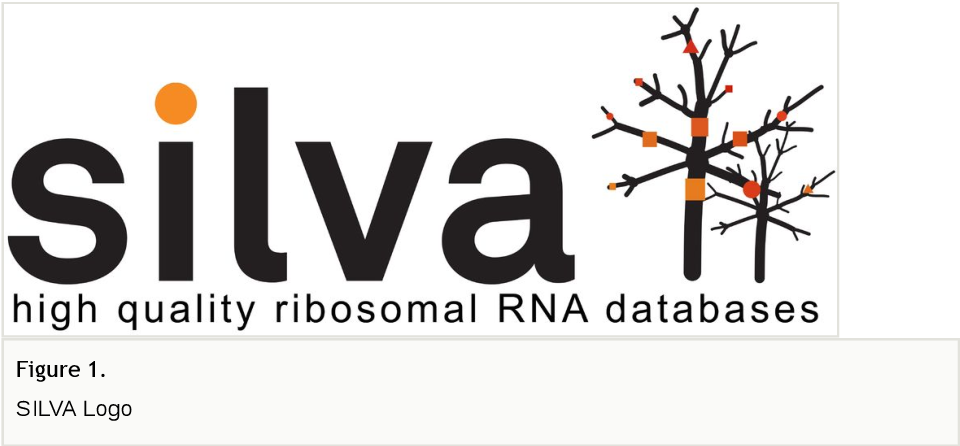 silva
high quality ribosomal RNA databases
Figure 1.
SILVA Logo